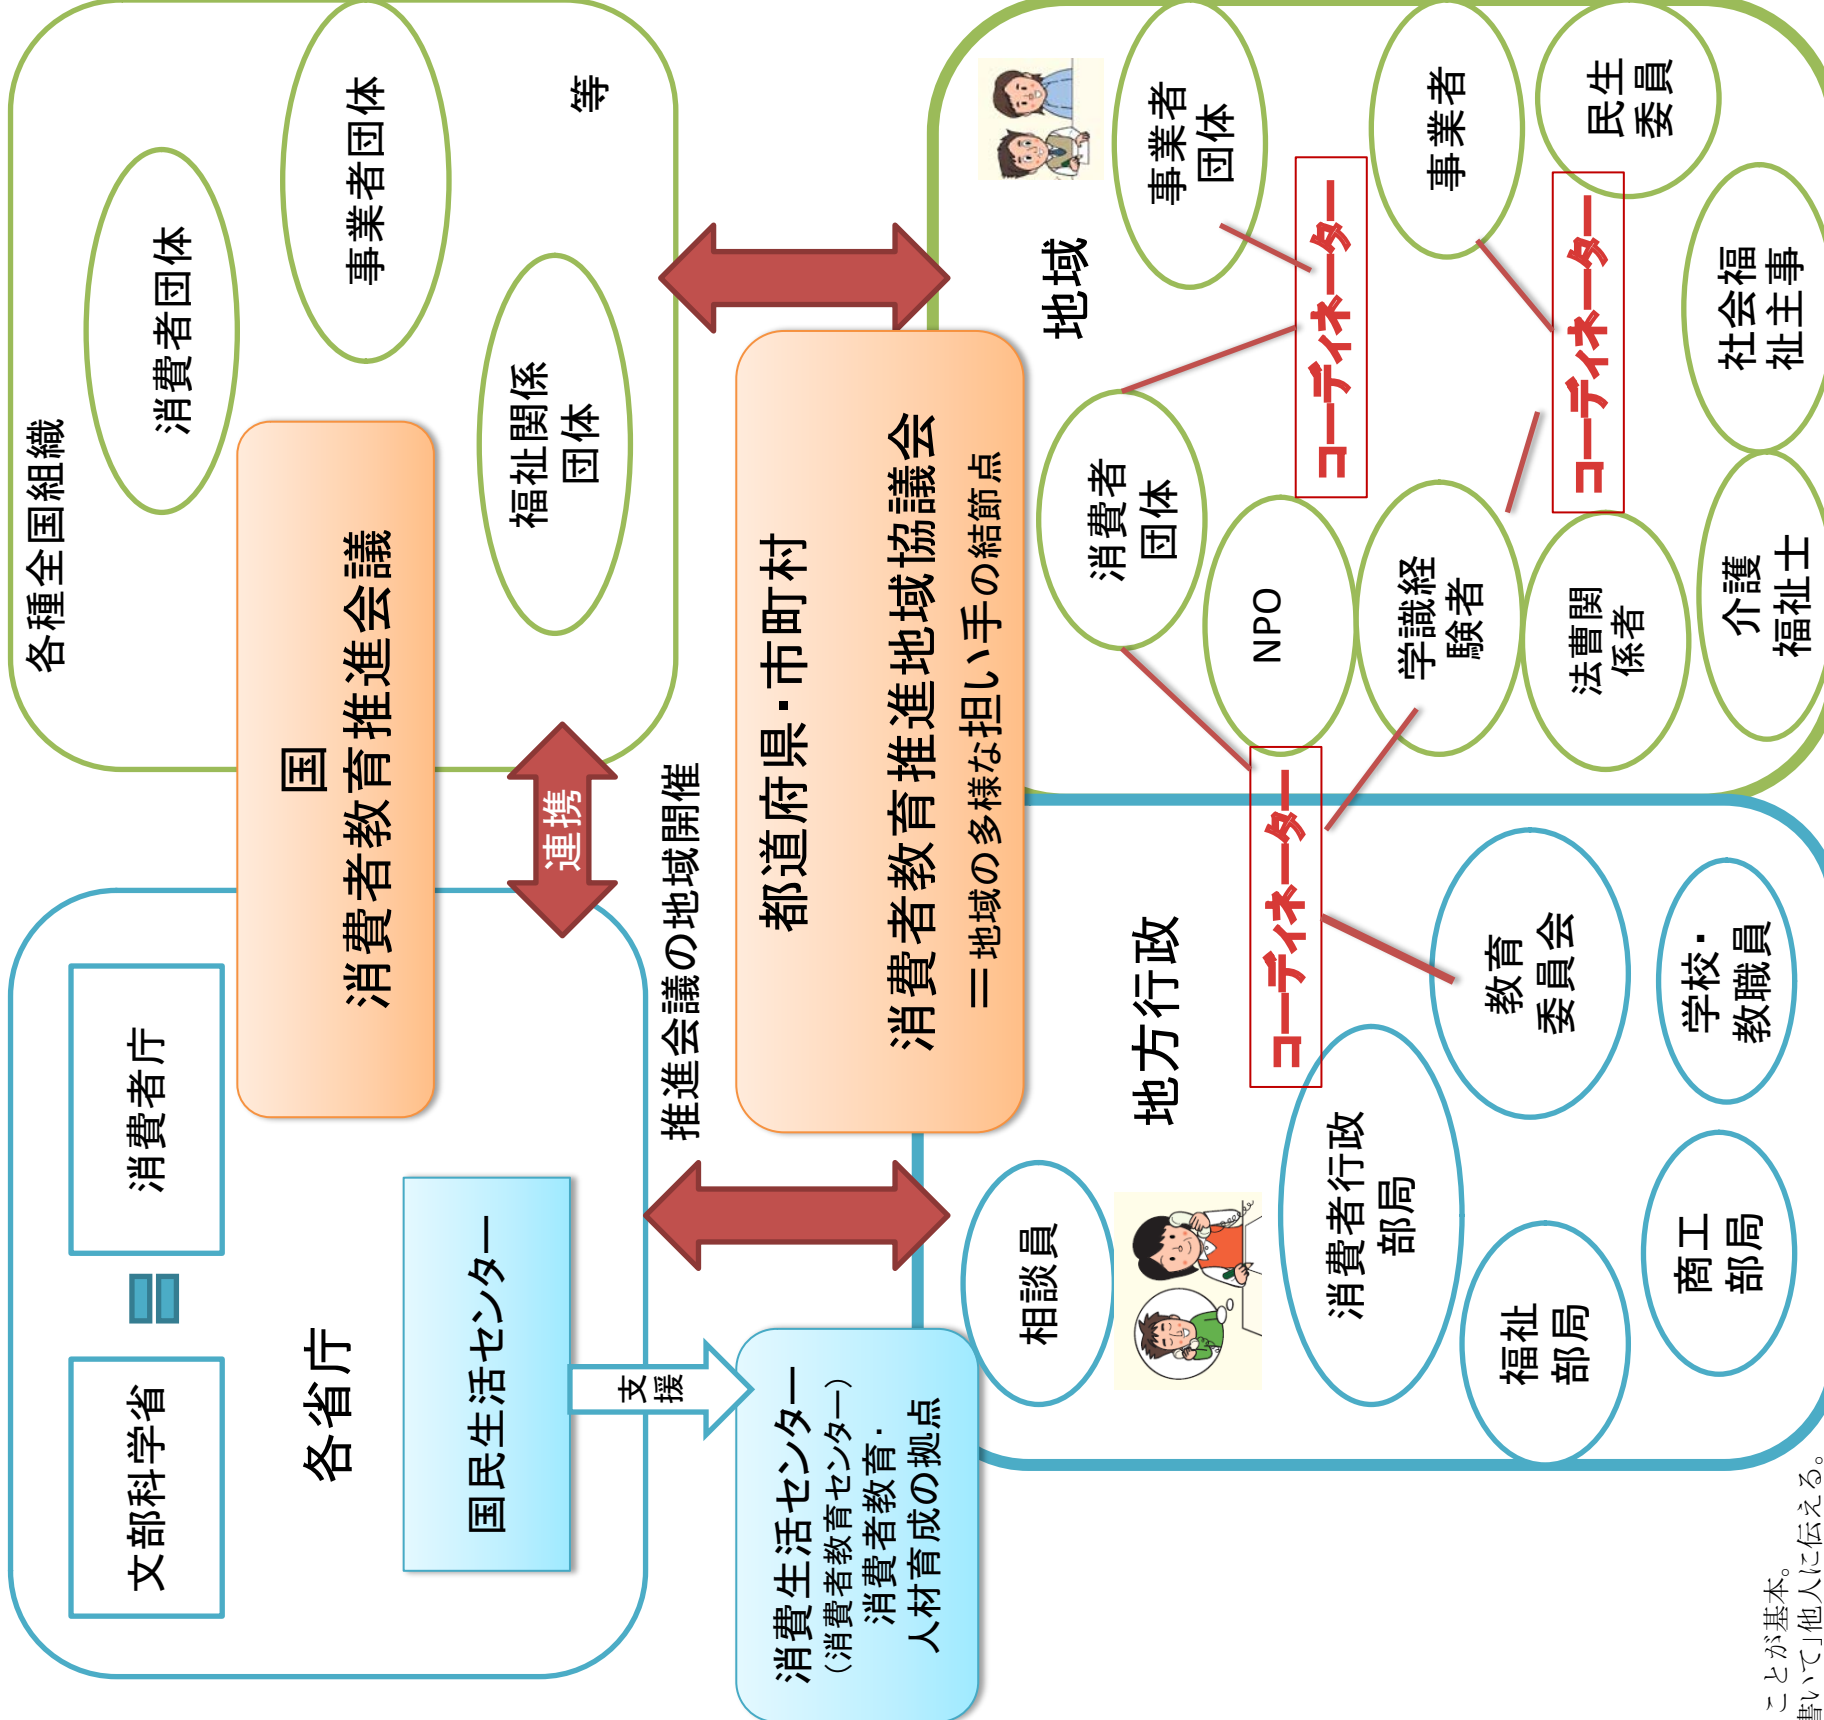 各省庁
文部科学省
消費者庁
国民生活センター
国
消費者教育推進会議
各種全国組織
消費者団体
事業者団体
福祉関係
団体
等
連携
支
援
推進会議の地域開催
消費生活センター
（消費者教育センター）
消費者教育・
人材育成の拠点
都道府県・市町村
消費者教育推進地域協議会
＝地域の多様な担い手の結節点
地方行政
相談員
消費者行政
部局
福祉
部局
商工
部局
教育
委員会
学校・
教職員
コーディネーター
地域
消費者
団体
事業者
団体
NPO
コーディネーター
学識経
験者
事業者
法曹関
係者
コーディネーター
民生
委員
介護
福祉士
社会福
祉主事
ことが基本。
書いて」他人に伝える。